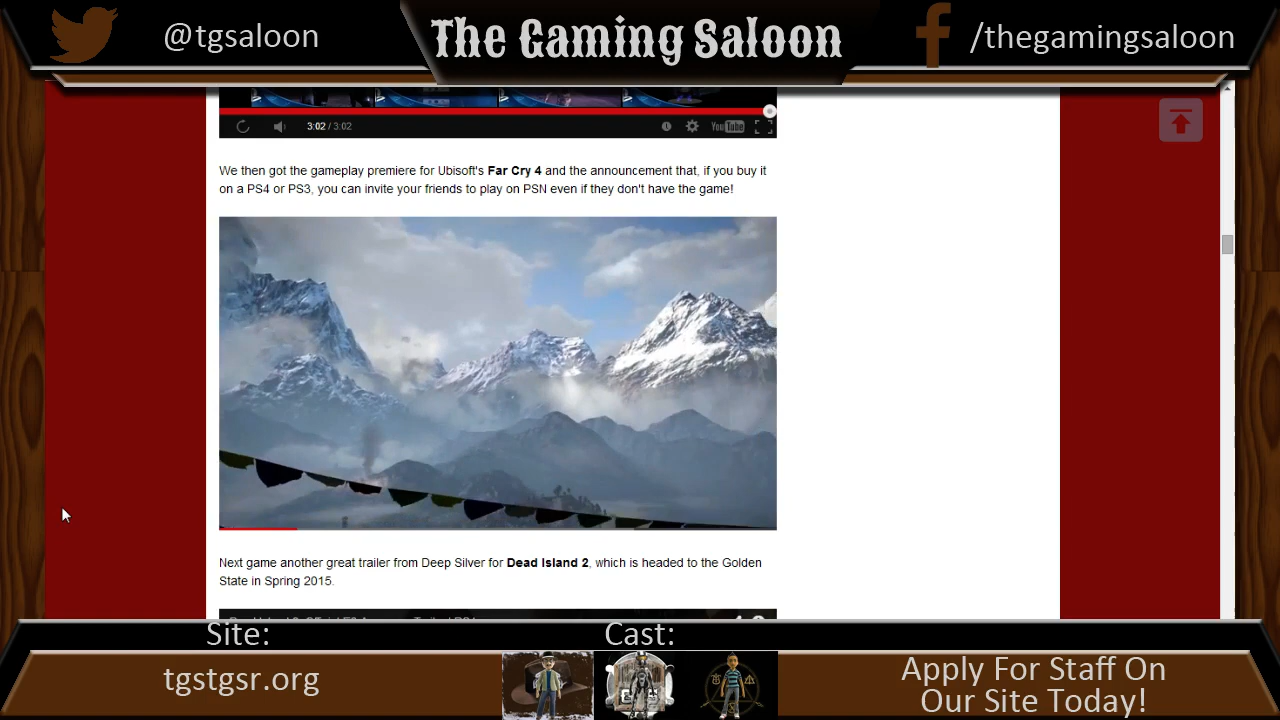 @tgsaloon
The Gaming Saloon
/thegamingsaloon
3:02 / 3:02
YouTube
We then got the gameplay premiere for Ubisoft's Far Cry 4 and the announcement that, if you buy it
on a PS4 or PS3, you can invite your friends to play on PSN even if they don't have the game!
Next game another great trailer from Deep Silver for Dead Island 2, which is headed to the Golden
State in Spring 2015.
Site:
Cast:
tgstgsr.org
Apply For Staff On
Our Site Today!